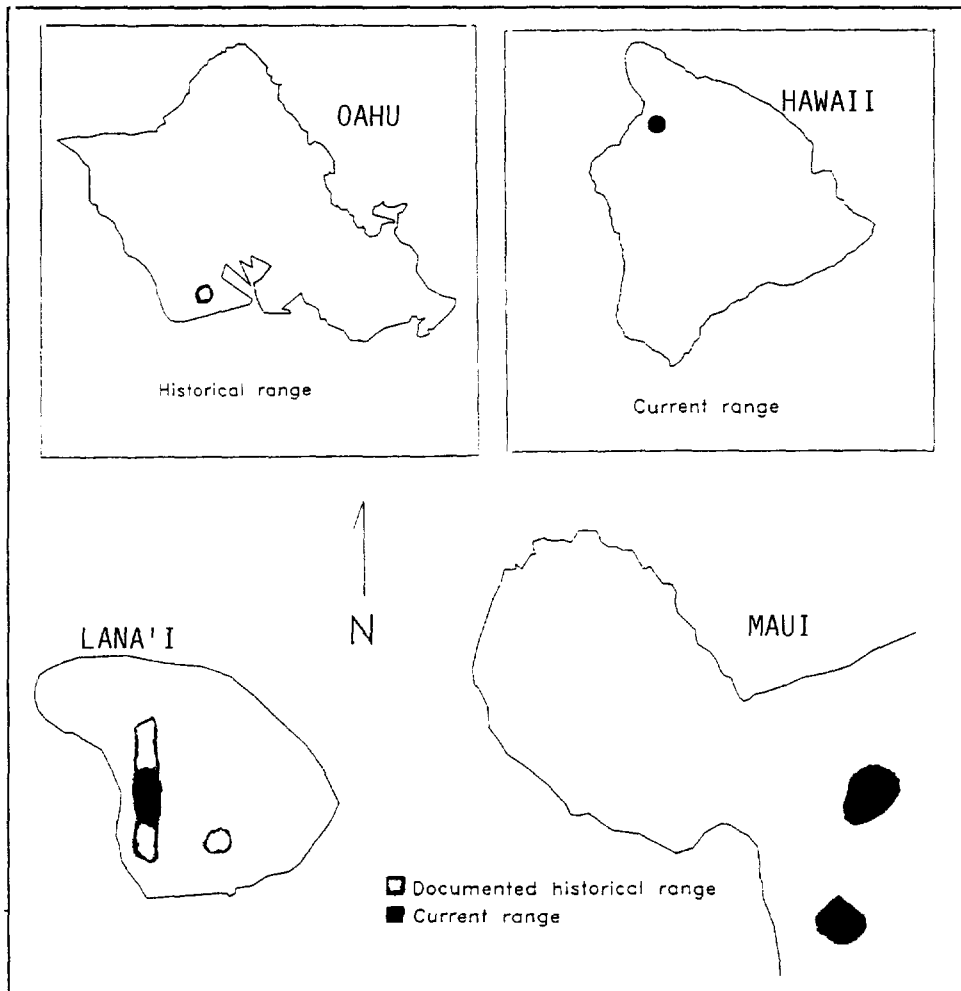 OAHU
Historical range
HAWAII
Current range
N
LANA'I
MAUI
Documented historical range
Current range